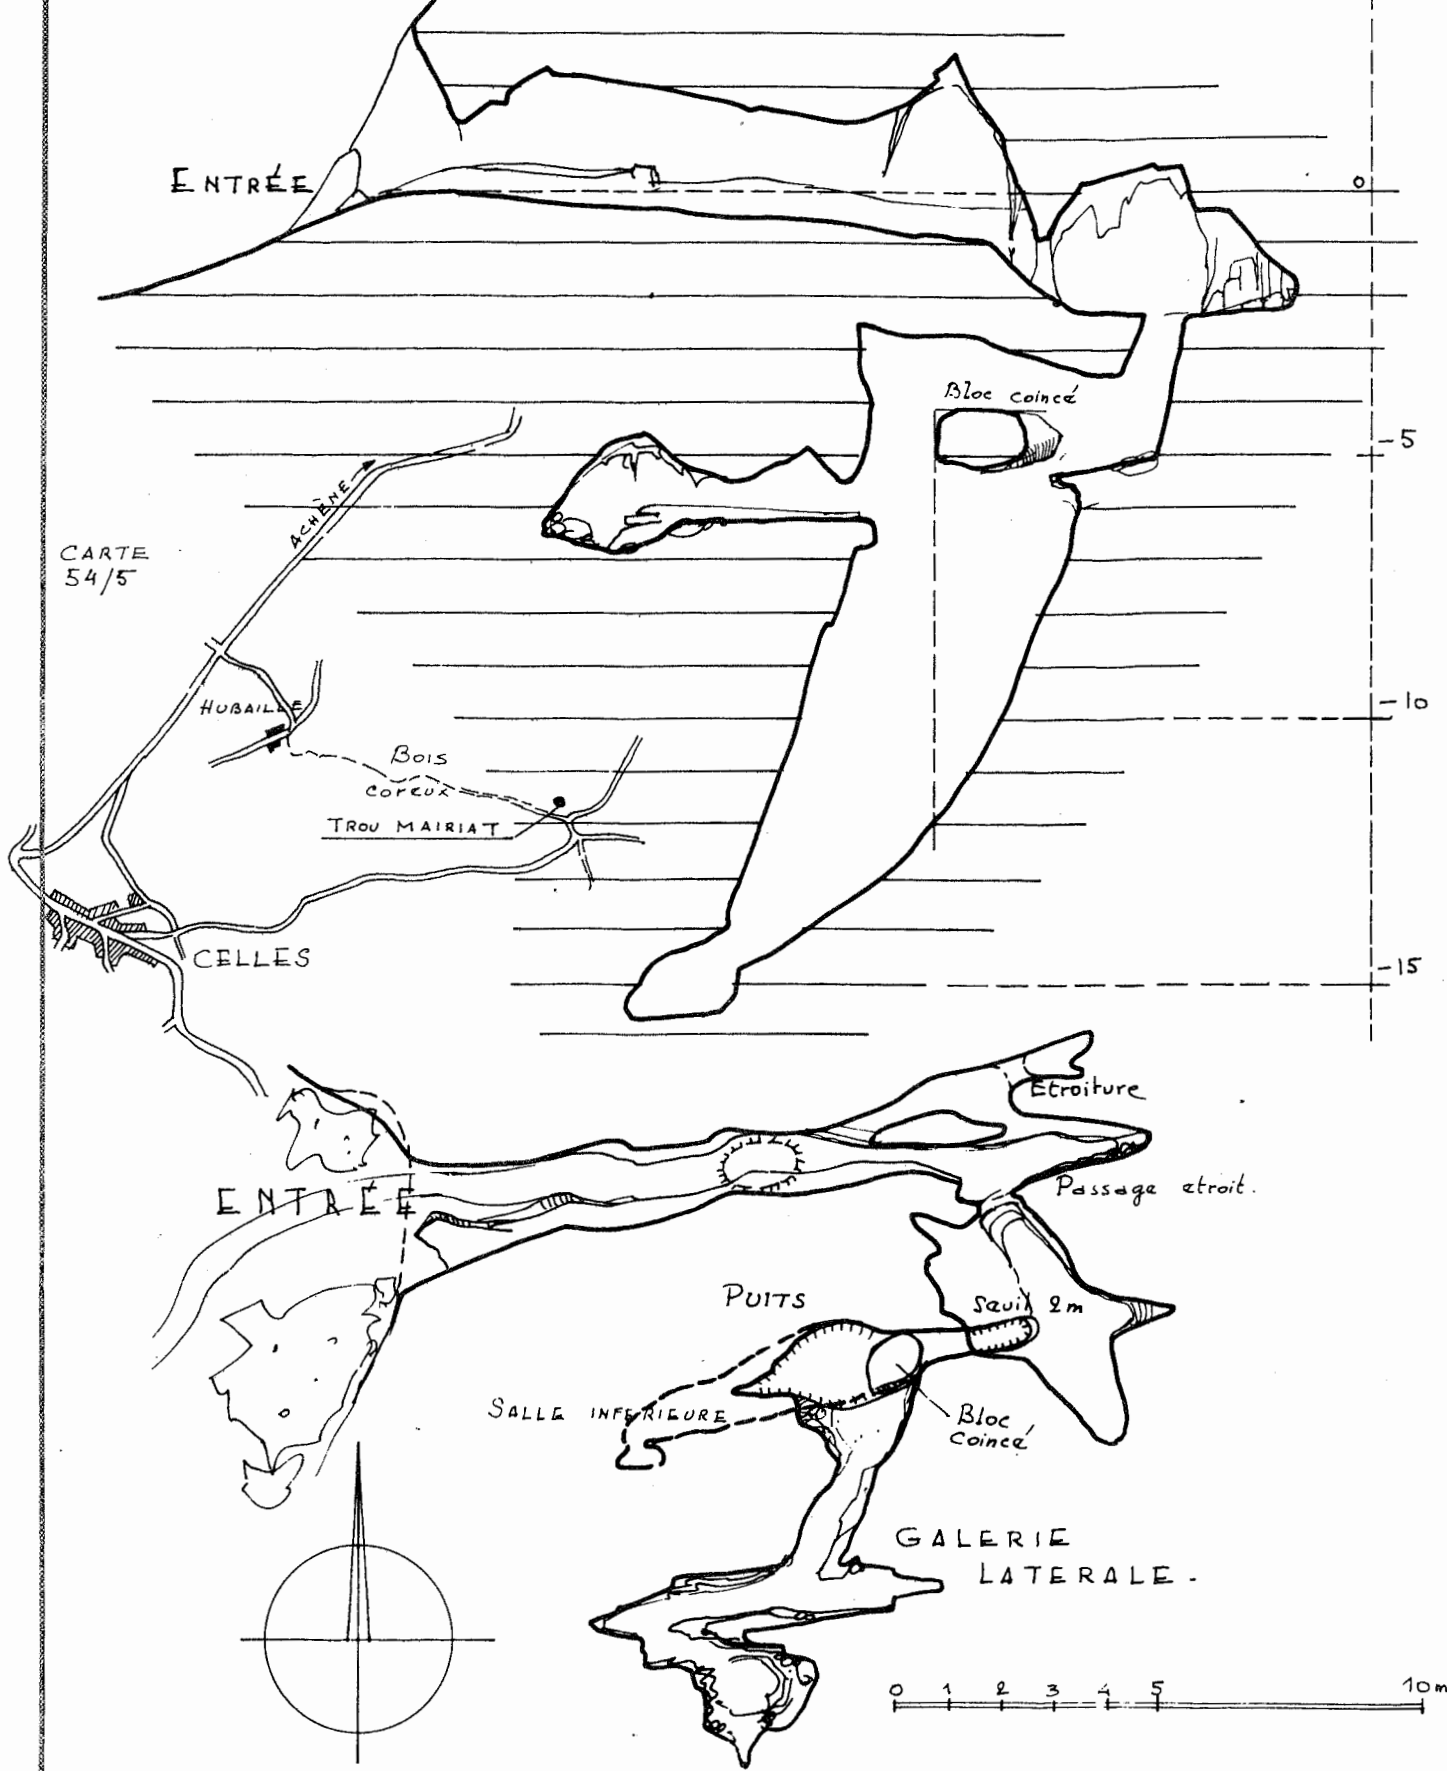 ENTRÉE
0
Bloc coincé
-5
ACHÈNE
CARTE
54/5
HUBAILLE
-10
BOIS
COREUX
TROU MAIRIAT
CELLES
-15
Etroiture
ENTRÉE
Passage etroit.
PUITS
Seuil 2m
SALLE INFERIEURE
Bloc
Coincé
GALERIE
LATERALE.
0 1 2 3 4 5 10m